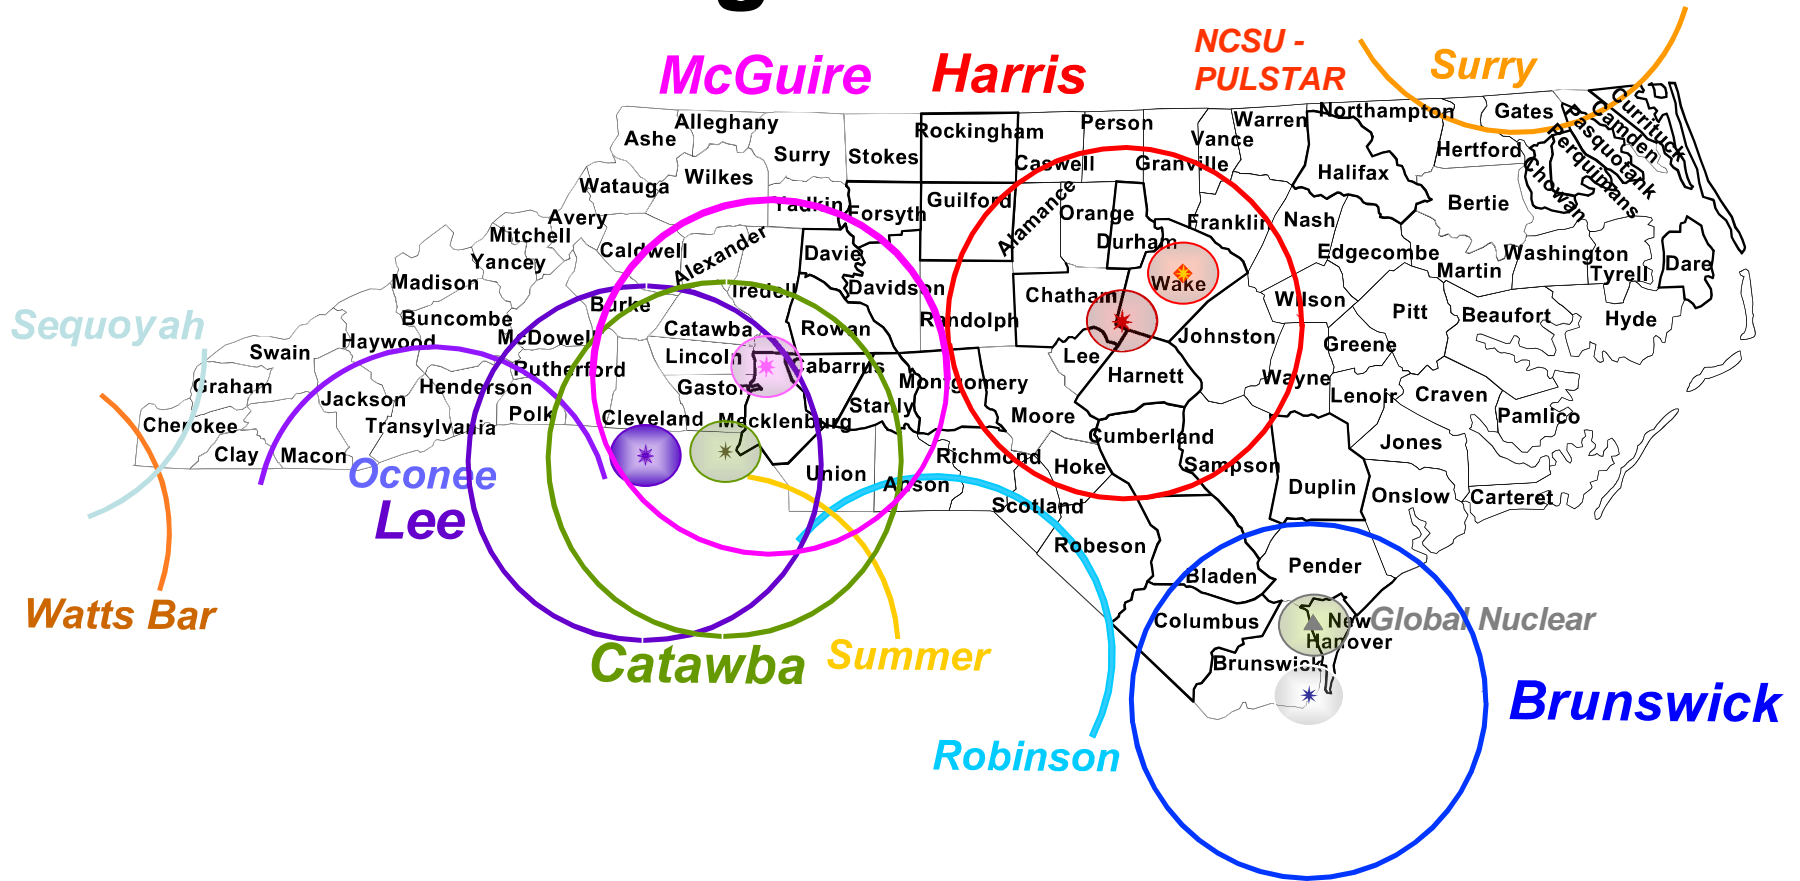 McGuire
Harris
NCSU -
PULSTAR
Surry
Sequoyah
Watts Bar
Oconee
Lee
Catawba
Summer
Robinson
Brunswick
Global Nuclear
Ashe
Alleghany
Surry
Stokes
Rockingham
Caswell
Person
Granville
Vance
Warren
Northampton
Gates
Hertford
Currituck
Camden
Pasquotank
Perquimans
Chowan
Halifax
Bertie
Watauga
Wilkes
Yadkin
Forsyth
Guilford
Alamance
Orange
Durham
Franklin
Nash
Edgecombe
Martin
Washington
Tyrell
Dare
Avery
Mitchell
Yancey
Caldwell
Alexander
Davie
Davidson
Iredell
Wake
Madison
Burke
Chatham
Wilson
Pitt
Beaufort
Hyde
Buncombe
McDowell
Catawba
Rowan
Randolph
Johnston
Greene
Haywood
Swain
Lincoln
Cabarrus
Lee
Harnett
Wayne
Lenoir
Craven
Pamlico
Graham
Jackson
Henderson
Rutherford
Gaston
Montgomery
Stanly
Moore
Cherokee
Transylvania
Polk
Cleveland
Mecklenburg
Cumberland
Jones
Clay
Macon
Union
Anson
Richmond
Hoke
Sampson
Duplin
Onslow
Carteret
Scotland
Robeson
Bladen
Pender
Columbus
New
Hanover
Brunswick